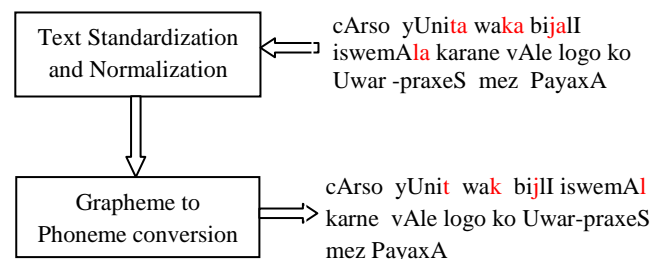 Text Standardization
and Normalization
cArso yUnita waka bijalI
iswemAla karane vAle logo ko
Uwar -praxeS mez PayaxA
Grapheme to
Phoneme conversion
cArso yUnit wak bijlI iswemAl
karne vAle logo ko Uwar-praxeS
mez PayaxA